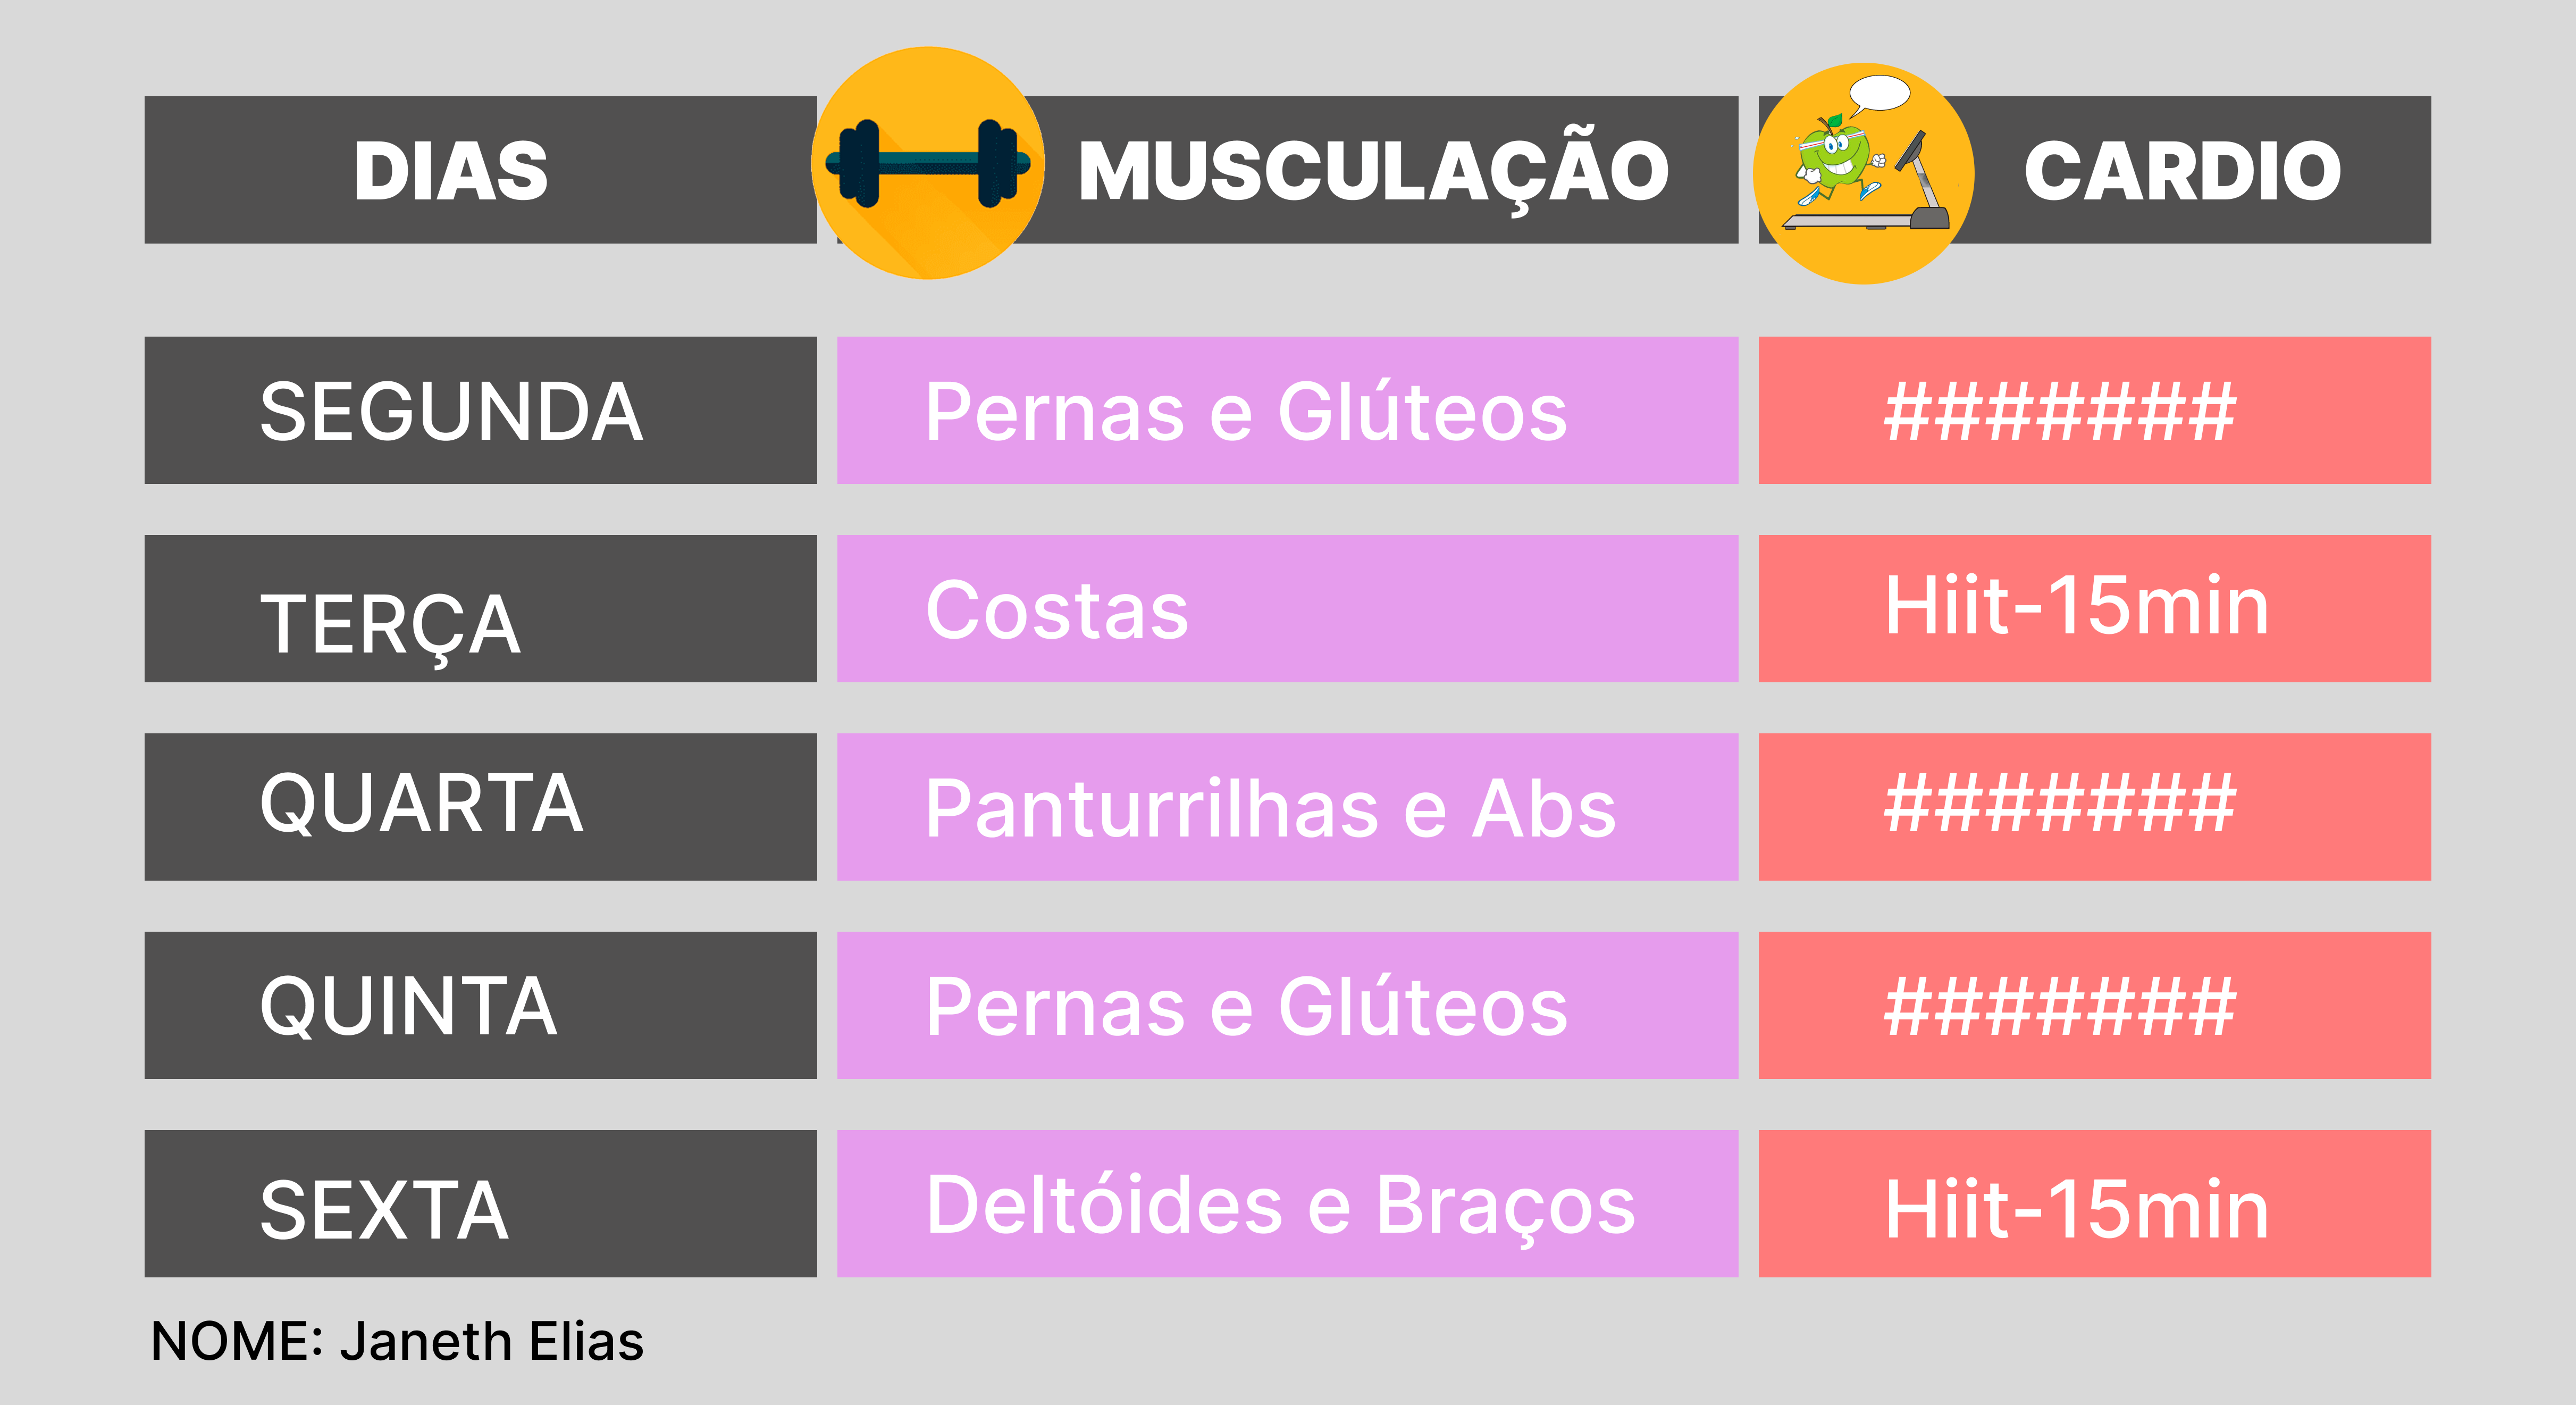 DIAS MUSCULAÇÃO CARDIO
SEGUNDA Pernas e Glúteos #######
TERÇA Costas Hiit-15min
QUARTA Panturrilhas e Abs #######
QUINTA Pernas e Glúteos #######
SEXTA Deltóides e Braços Hiit-15min
NOME: Janeth Elias